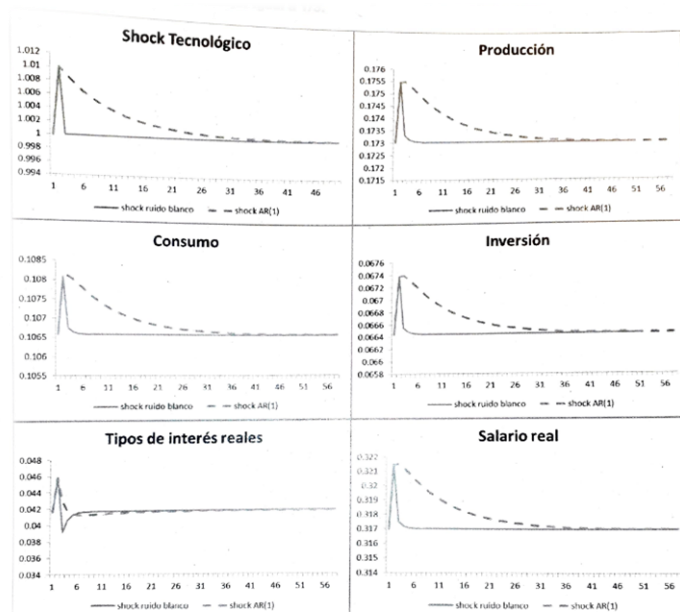 Shock Tecnológico
1.012
1.01
1.008
1.006
1.004
1.002
1
0.998
0.996
0.994
1 6 11 16 21 26 31 36 41 46
shock ruido blanco shock AR(1)
Producción
0.176
0.1755
0.1745
0.174
0.1735
0.173
0.1725
0.172
0.1715
1 6 11 16 21 26 31 36 41 46 51 56
shock ruido blanco shock AR(1)
Consumo
0.1085
0.108
0.1075
0.107
0.1065
0.106
0.1055
1 6 11 16 21 26 31 36 41 46 51 56
shock ruido blanco shock AR(1)
Inversión
0.0676
0.0674
0.0672
0.067
0.0668
0.0666
0.0664
0.0662
0.066
0.0658
1 6 11 16 21 26 31 36 41 46 51 56
shock ruido blanco shock AR(1)
Tipos de interés reales
0.048
0.046
0.044
0.042
0.04
0.038
0.036
0.034
1 6 11 16 21 26 31 36 41 46 51 56
shock ruido blanco shock AR(1)
Salario real
0.322
0.321
0.32
0.319
0.318
0.317
0.316
0.315
0.314
1 6 11 16 21 26 31 36 41 46 51 56
shock ruido blanco shock AR(1)